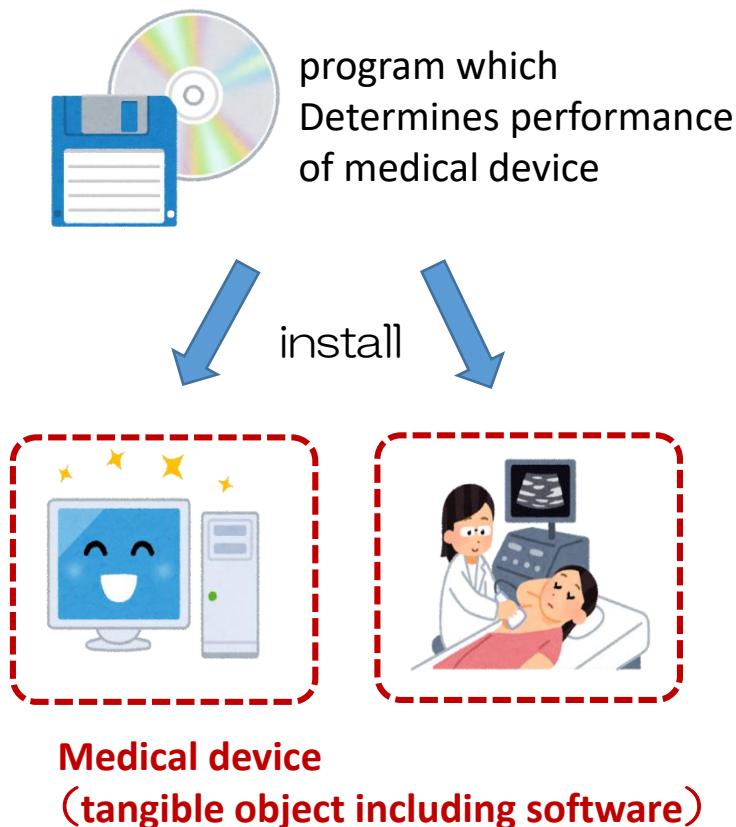 program which
Determines performance
of medical device
install
Medical device
（tangible object including software）